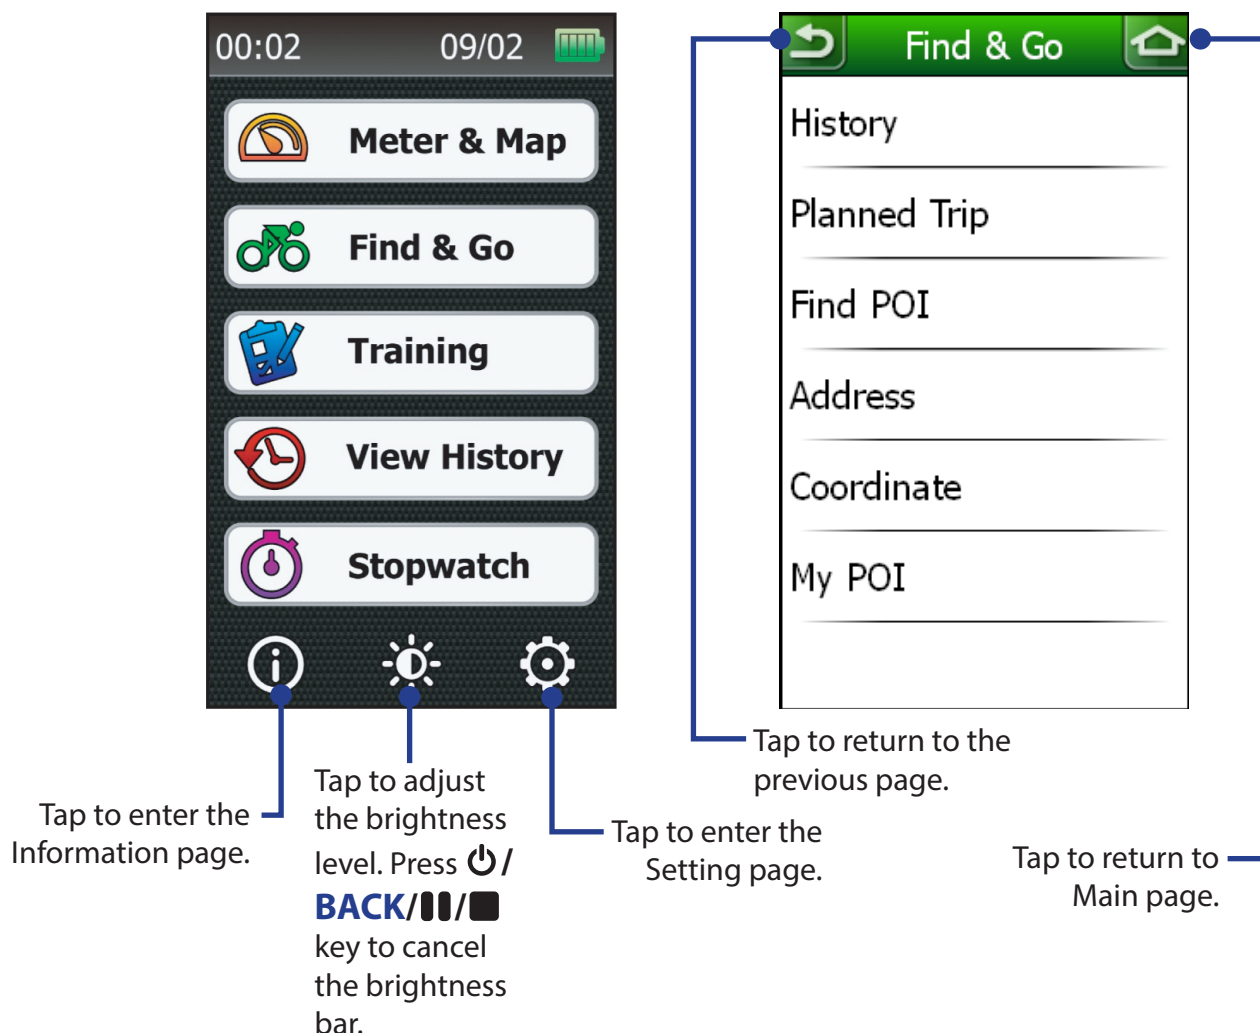 00:02 09/02
Meter & Map
Find & Go
Training
View History
Stopwatch
Tap to enter the
Information page.
Tap to adjust
the brightness
level. Press /
BACK/ /
key to cancel
the brightness
bar.
Tap to enter the
Setting page.
Find & Go
History
Planned Trip
Find POI
Address
Coordinate
My POI
Tap to return to the
previous page.
Tap to return to
Main page.